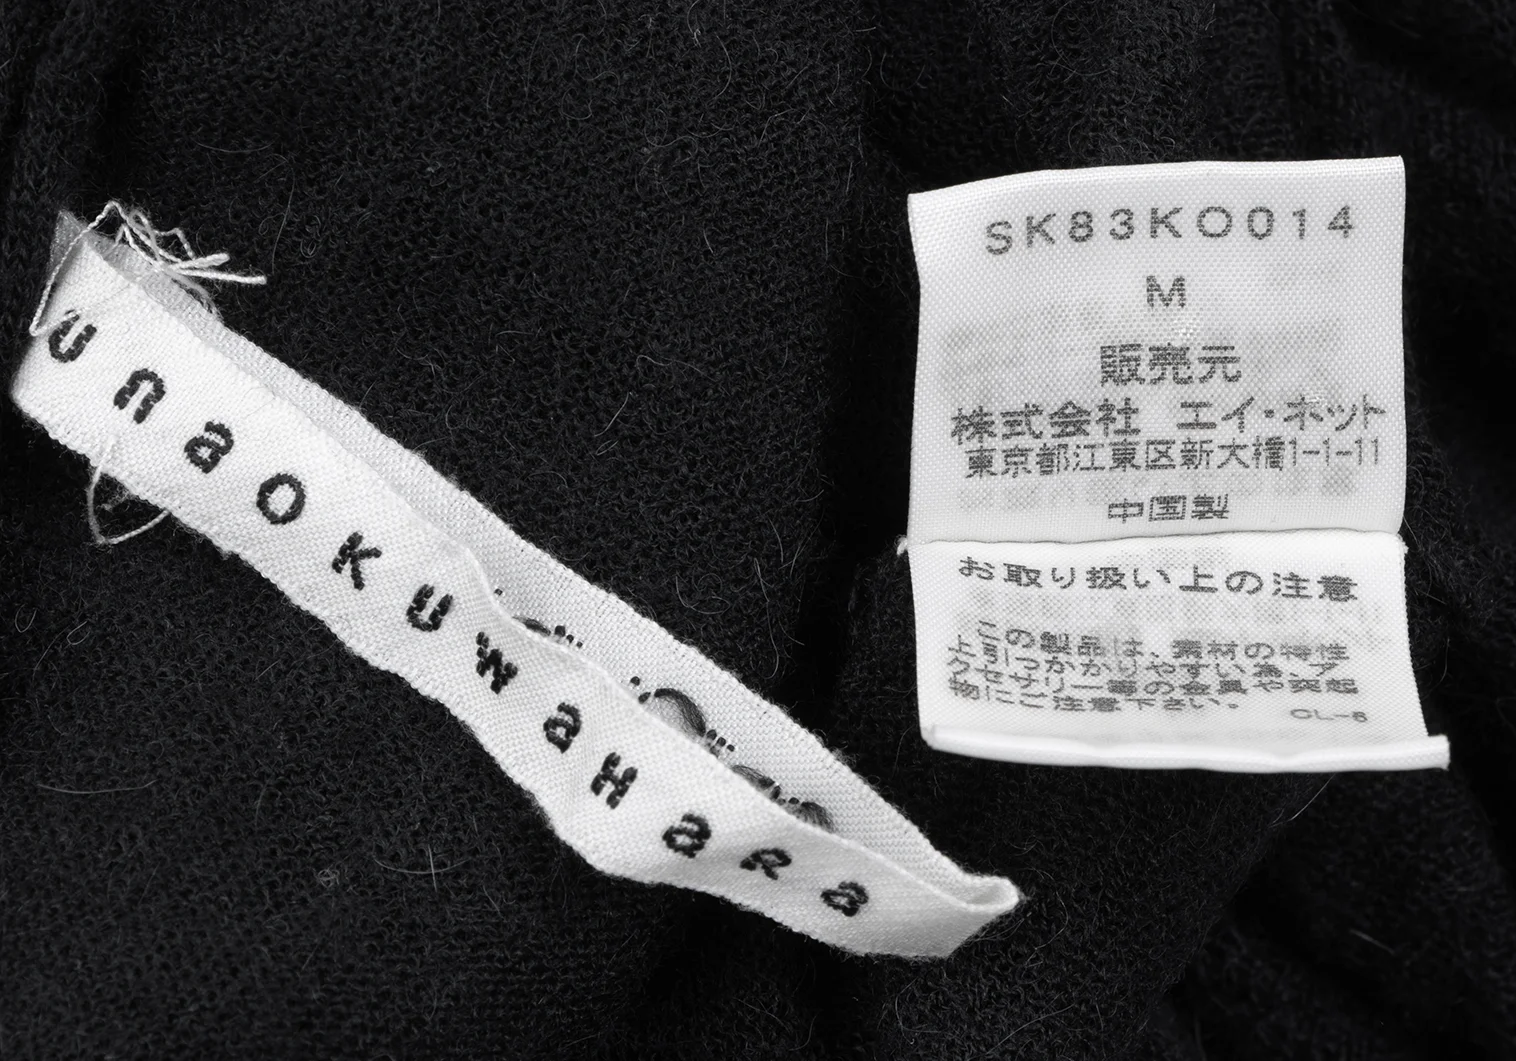 unaoKuwaHaRa
SK83KO014
M
販売元
株式会社 エイ・ネット
東京都江東区新大橋1-1-11
中国製
お取り扱い上の注意
この製品は、素材の特性
上引っかかりやすい為、ア
クセサリー等の金具や突起
物にご注意下さい。
CL-6